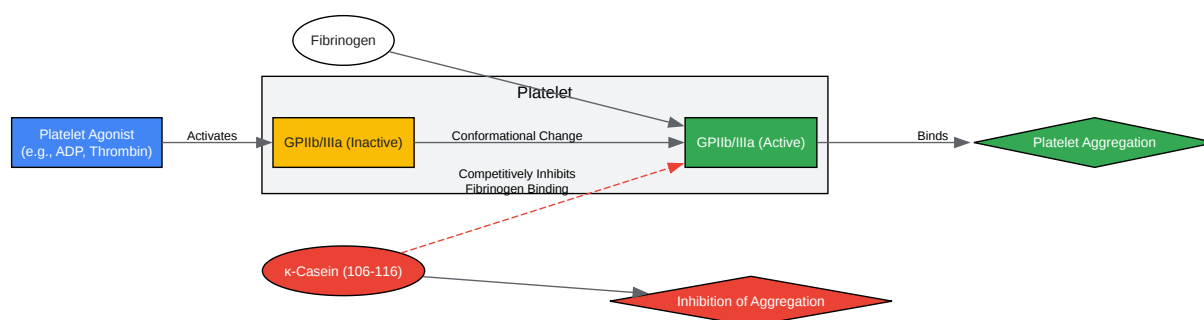 Fibrinogen
Platelet
Platelet Agonist
(e.g., ADP, Thrombin)
Activates
GPIIb/IIIa (Inactive)
Conformational Change
GPIIb/IIIa (Active)
Binds
Platelet Aggregation
Competitively Inhibits
Fibrinogen Binding
κ-Casein (106-116)
Inhibition of Aggregation